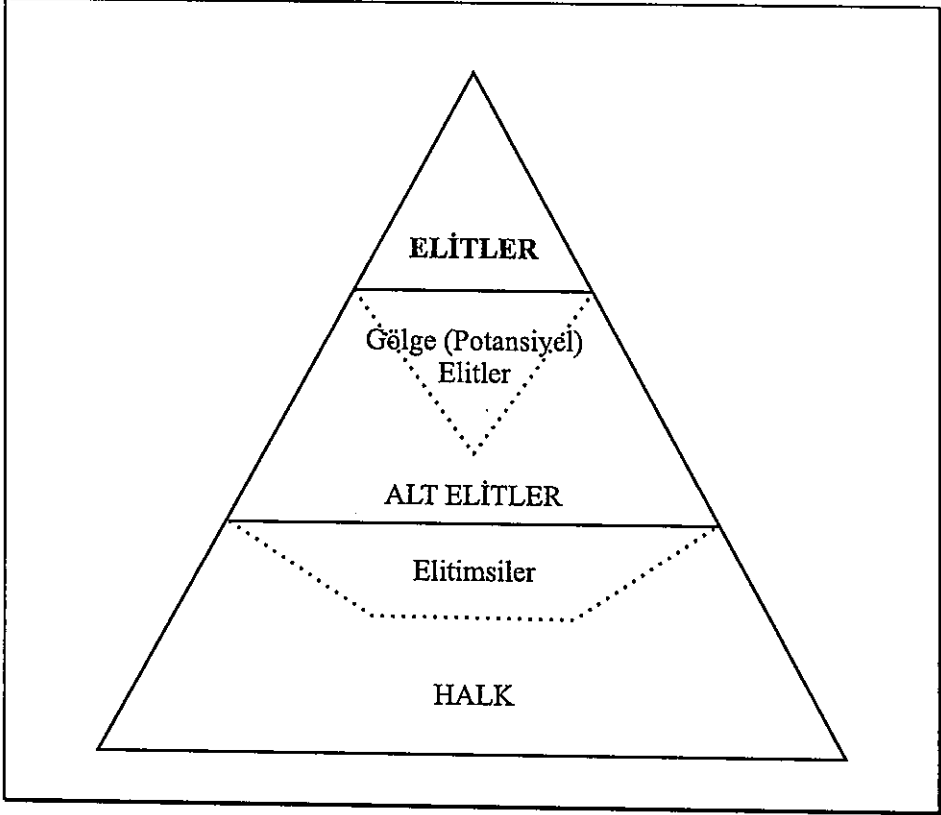 ELİTLER
Gölge (Potansiyel)
Elitler
ALT ELİTLER
Elitimsiler
HALK